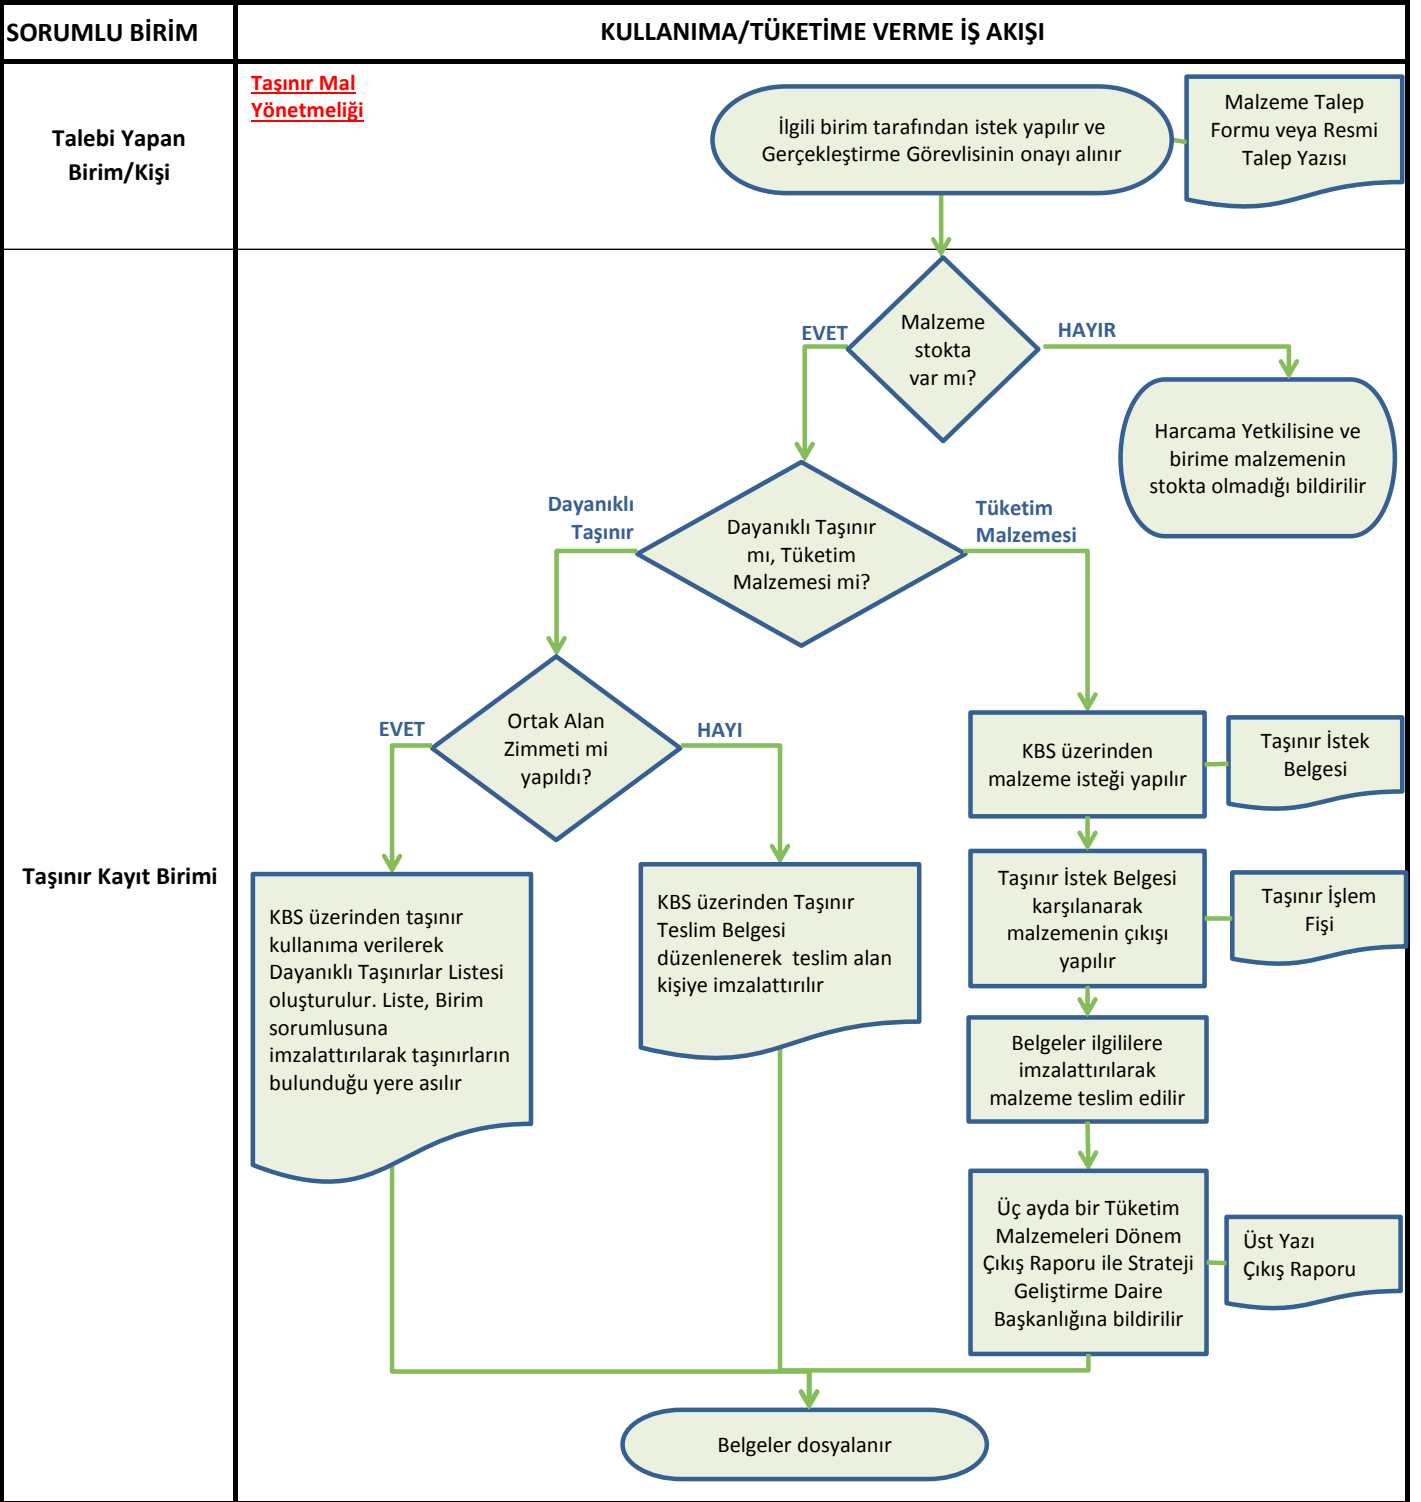 SORUMLU BİRİM
KULLANIMA/TÜKETİME VERME İŞ AKIŞI
Talebi Yapan
Birim/Kişi
Taşınır Mal
Yönetmeliği
İlgili birim tarafından istek yapılır ve
Gerçekleştirme Görevlisinin onayı alınır
Malzeme Talep
Formu veya Resmi
Talep Yazısı
Taşınır Kayıt Birimi
Malzeme
stokta
var mı?
EVET
HAYIR
Harcama Yetkilisine ve
birime malzemenin
stokta olmadığı bildirilir
Dayanıklı Taşınır
mı, Tüketim
Malzemesi mi?
Dayanıklı
Taşınır
Tüketim
Malzemesi
Ortak Alan
Zimmeti mi
yapıldı?
EVET
HAYI
KBS üzerinden
malzeme isteği yapılır
Taşınır İstek
Belgesi
KBS üzerinden taşınır
kullanıma verilerek
Dayanıklı Taşınırlar Listesi
oluşturulur. Liste, Birim
sorumlusuna
imzalattırılarak taşınırların
bulunduğu yere asılır
KBS üzerinden Taşınır
Teslim Belgesi
düzenlenerek  teslim alan
kişiye imzalattırılır
Taşınır İstek Belgesi
karşılanarak
malzemenin çıkışı
yapılır
Taşınır İşlem
Fişi
Belgeler ilgililere
imzalattırılarak
malzeme teslim edilir
Üç ayda bir Tüketim
Malzemeleri Dönem
Çıkış Raporu ile Strateji
Geliştirme Daire
Başkanlığına bildirilir
Üst Yazı
Çıkış Raporu
Belgeler dosyalanır